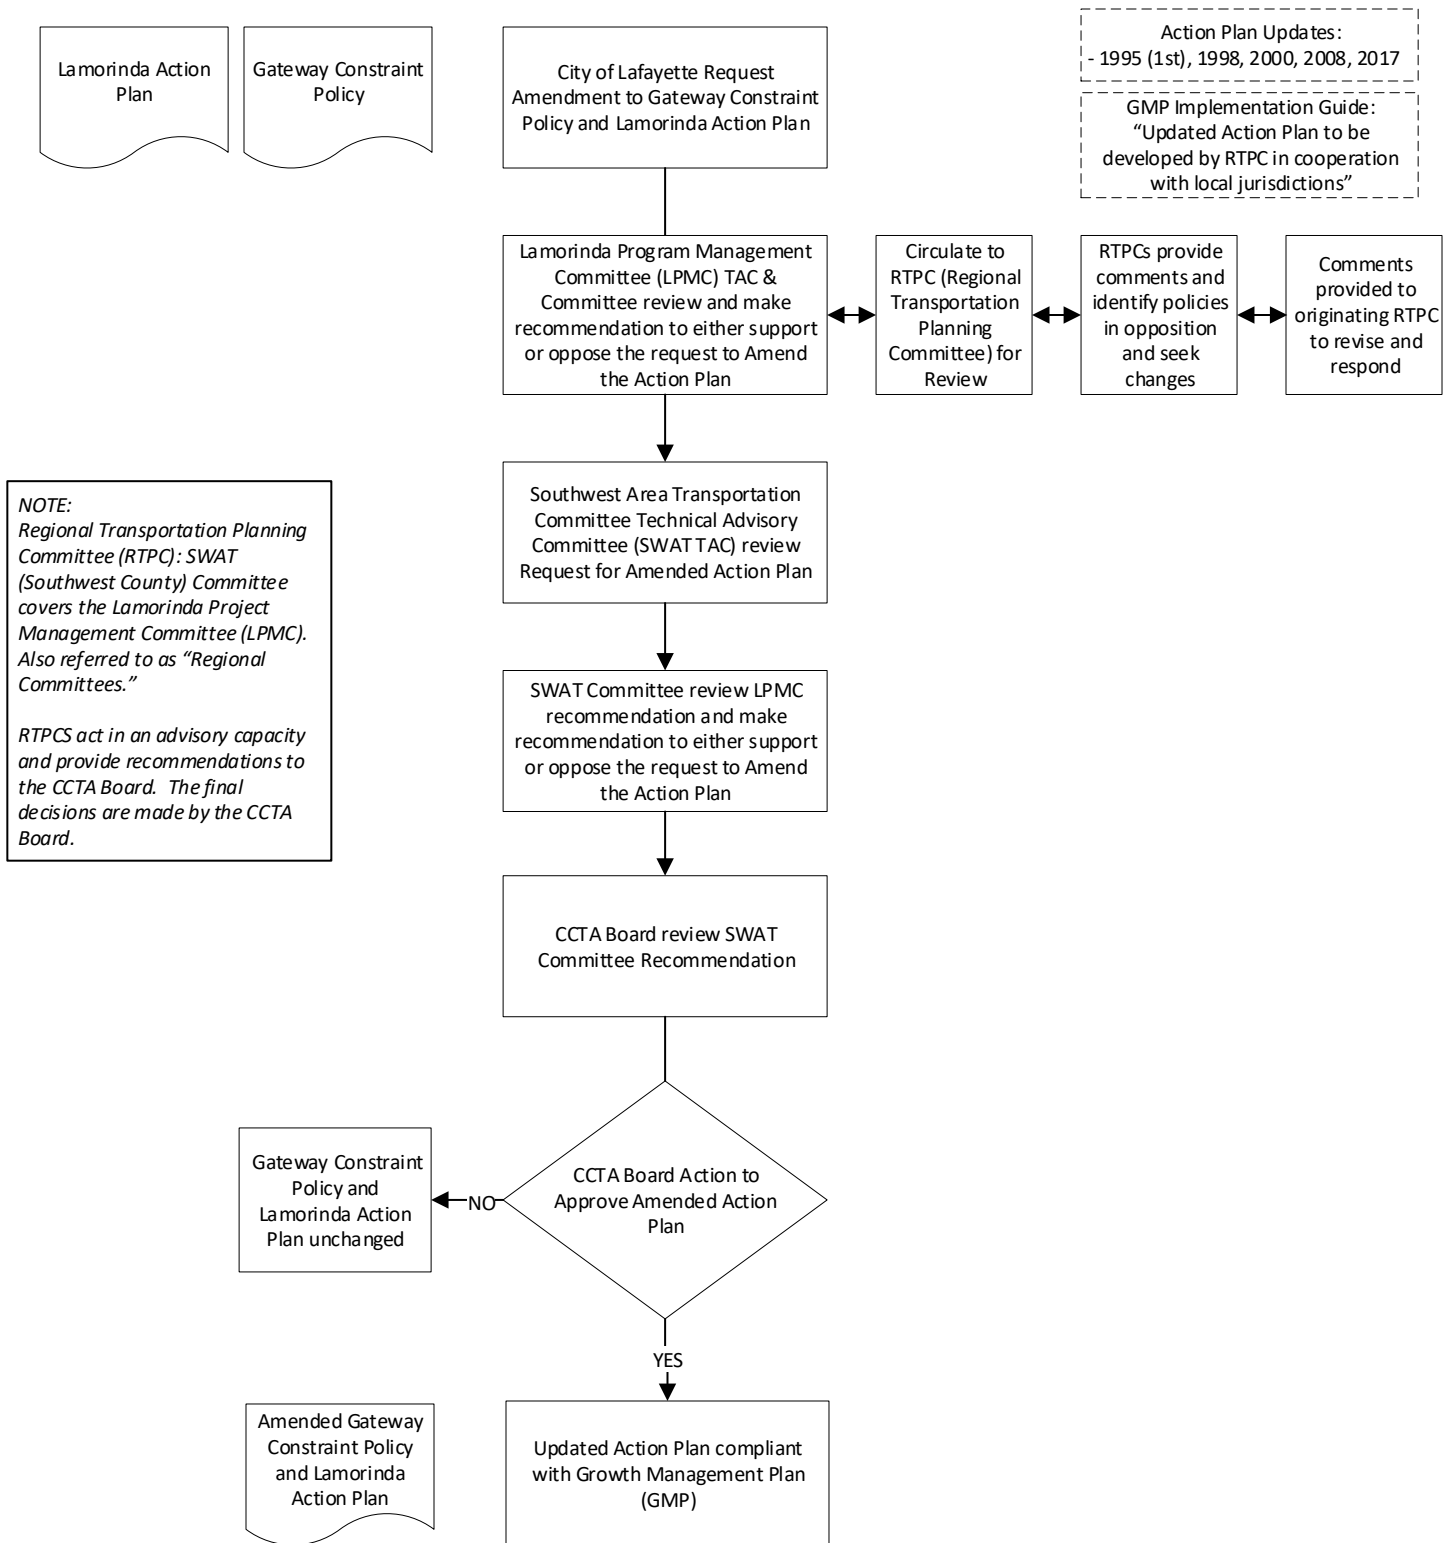 Lamorinda Action
Plan
Gateway Constraint
Policy
City of Lafayette Request
Amendment to Gateway Constraint
Policy and Lamorinda Action Plan
Action Plan Updates:
- 1995 (1st), 1998, 2000, 2008, 2017
GMP Implementation Guide:
“Updated Action Plan to be
developed by RTPC in cooperation
with local jurisdictions”
Lamorinda Program Management
Committee (LPMC) TAC &
Committee review and make
recommendation to either support
or oppose the request to Amend
the Action Plan
Circulate to
RTPC (Regional
Transportation
Planning
Committee) for
Review
RTPCs provide
comments and
identify policies
in opposition
and seek
changes
Comments
provided to
originating RTPC
to revise and
respond
NOTE:
Regional Transportation Planning
Committee (RTPC): SWAT
(Southwest County) Committee
covers the Lamorinda Project
Management Committee (LPMC).
Also referred to as “Regional
Committees.”
RTPCS act in an advisory capacity
and provide recommendations to
the CCTA Board.  The final
decisions are made by the CCTA
Board.
Southwest Area Transportation
Committee Technical Advisory
Committee (SWAT TAC) review
Request for Amended Action Plan
SWAT Committee review LPMC
recommendation and make
recommendation to either support
or oppose the request to Amend
the Action Plan
CCTA Board review SWAT
Committee Recommendation
CCTA Board Action to
Approve Amended Action
Plan
NO
Gateway Constraint
Policy and
Lamorinda Action
Plan unchanged
YES
Amended Gateway
Constraint Policy
and Lamorinda
Action Plan
Updated Action Plan compliant
with Growth Management Plan
(GMP)